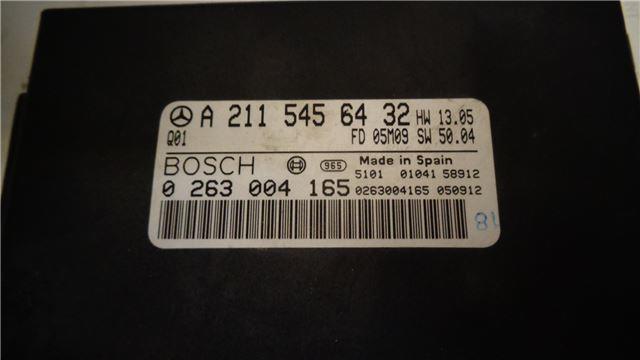 A 211 545 64 32 HW 13.05
Q01 FD 05M09 SW 50.04
BOSCH 965 Made in Spain
5101 01041 58912
0 263 004 165 0263004165 050912
81